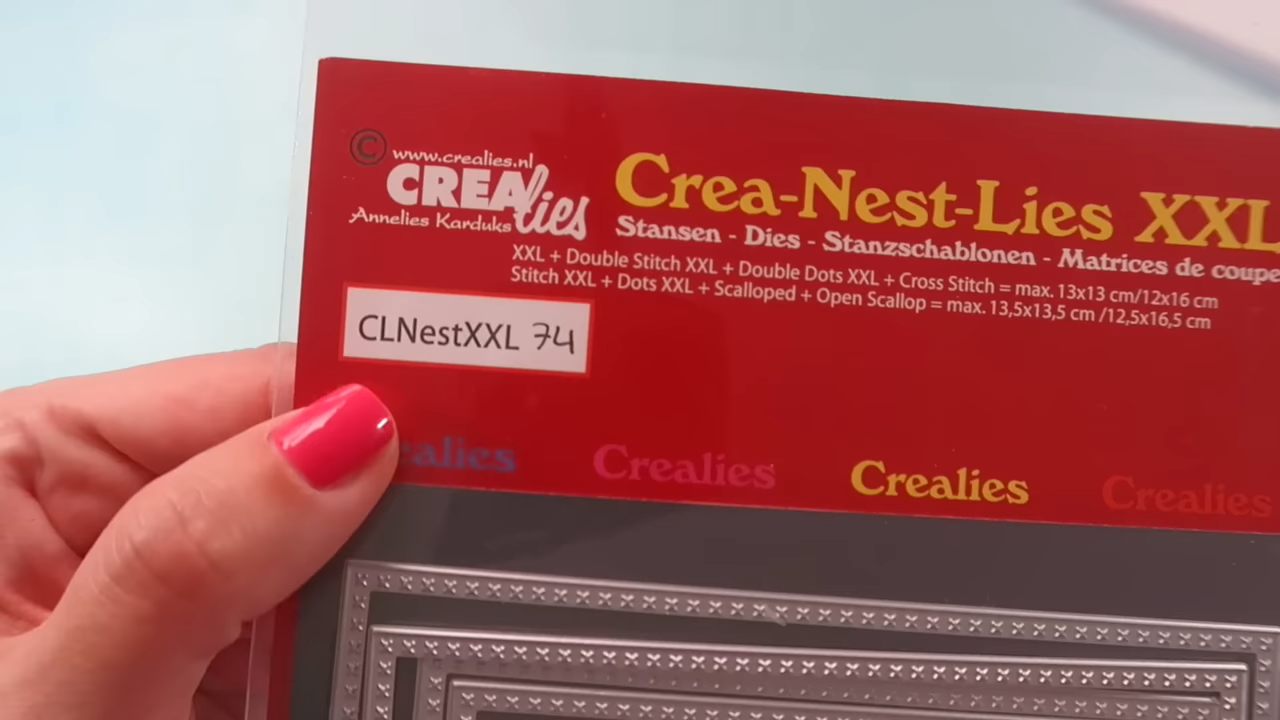 ©
www.crealies.nl
CREAlies
Annelies Karduks
Crea-Nest-Lies XXL
Stansen - Dies - Stanzschablonen - Matrices de coupe
XXL + Double Stitch XXL + Double Dots XXL + Cross Stitch = max. 13x13 cm/12x16 cm
Stitch XXL + Dots XXL + Scalloped + Open Scallop = max. 13,5x13,5 cm /12,5x16,5 cm
CLNestXXL 74
Crealies Crealies Crealies